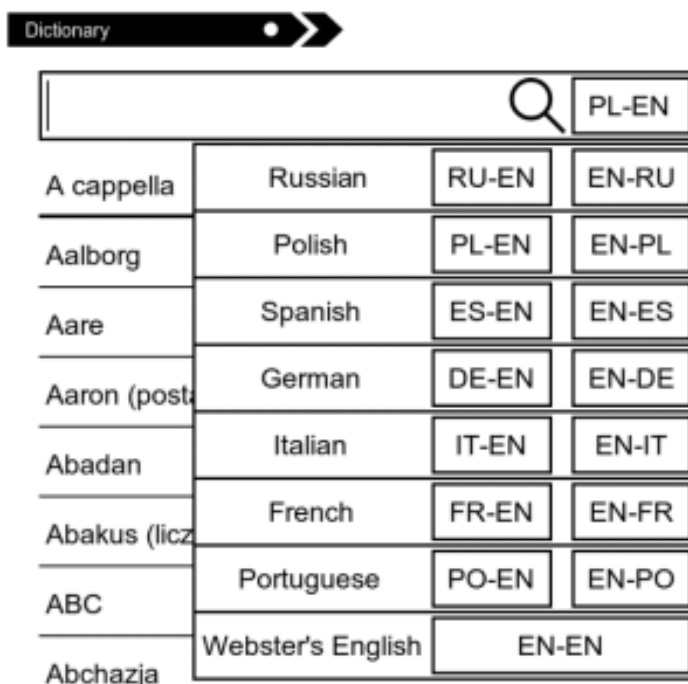 Dictionary
PL-EN
A cappella
Russian RU-EN EN-RU
Aalborg
Polish PL-EN EN-PL
Aare
Spanish ES-EN EN-ES
Aaron (posta
German DE-EN EN-DE
Abadan
Italian IT-EN EN-IT
Abakus (licz
French FR-EN EN-FR
ABC
Portuguese PO-EN EN-PO
Abchazja
Webster's English EN-EN